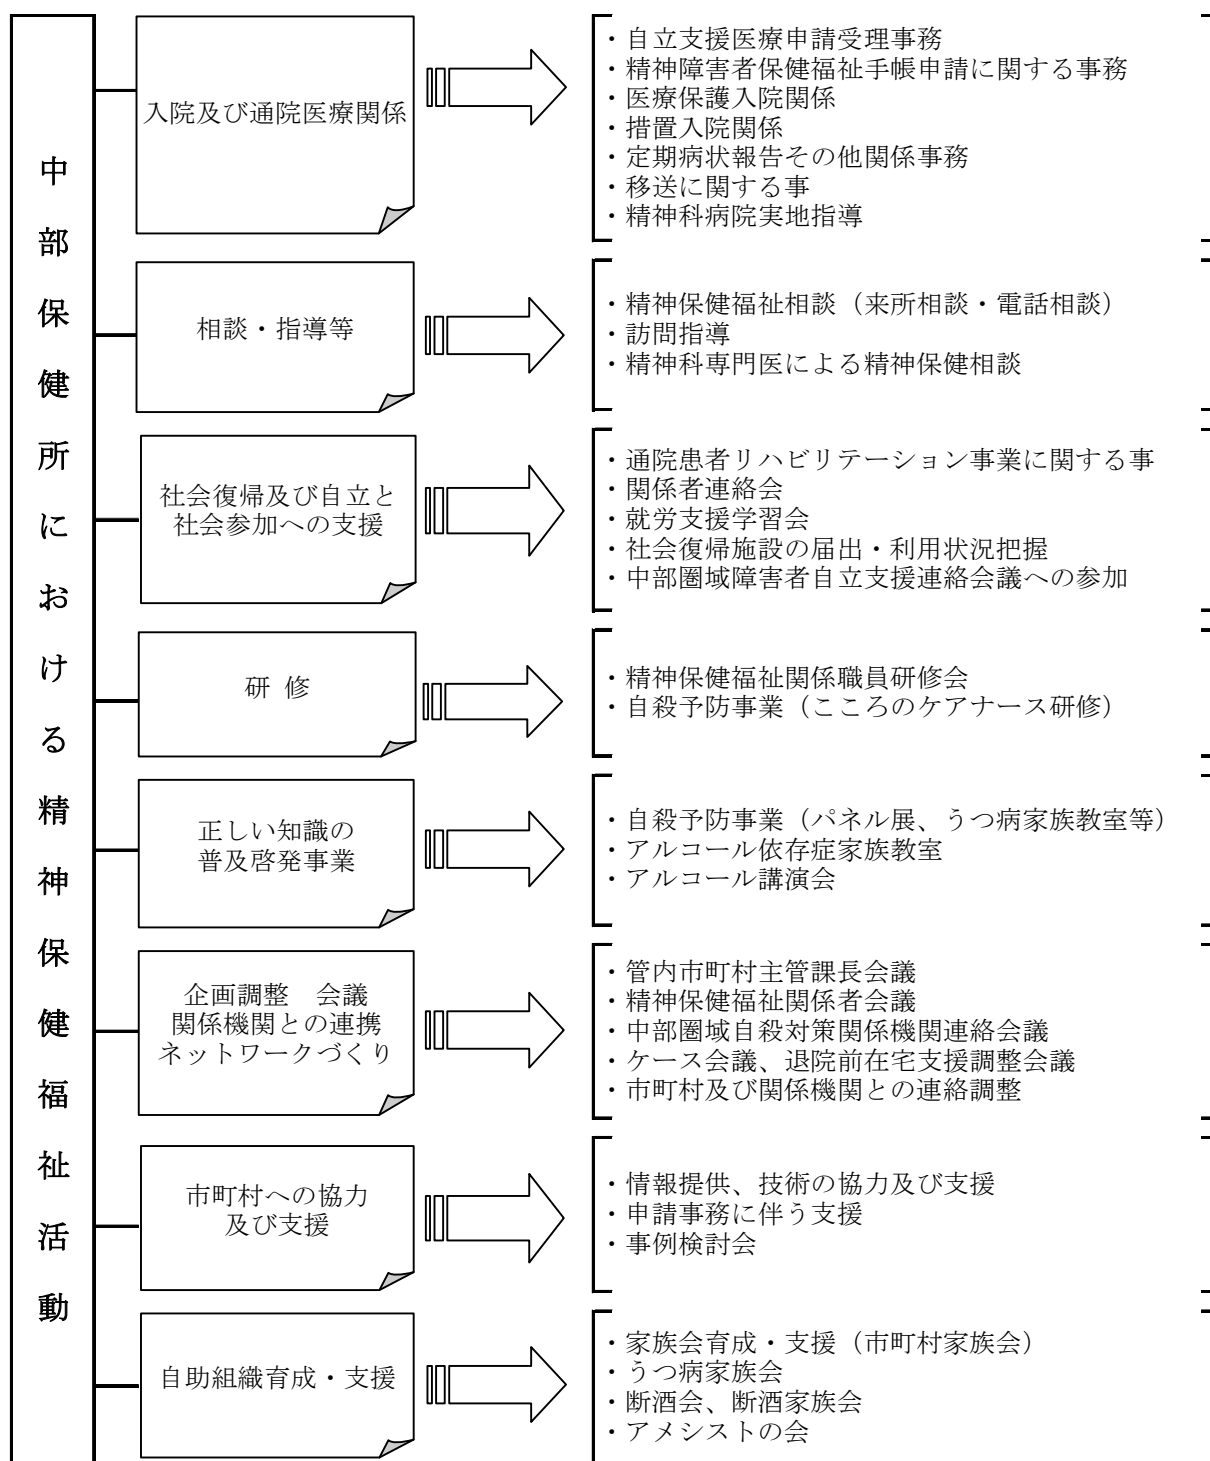 中部保健所における精神保健福祉活動
入院及び通院医療関係
・自立支援医療申請受理事務
・精神障害者保健福祉手帳申請に関する事務
・医療保護入院関係
・措置入院関係
・定期病状報告その他関係事務
・移送に関する事
・精神科病院実地指導
相談・指導等
・精神保健福祉相談（来所相談・電話相談）
・訪問指導
・精神科専門医による精神保健相談
社会復帰及び自立と
社会参加への支援
・通院患者リハビリテーション事業に関する事
・関係者連絡会
・就労支援学習会
・社会復帰施設の届出・利用状況把握
・中部圏域障害者自立支援連絡会議への参加
研 修
・精神保健福祉関係職員研修会
・自殺予防事業（こころのケアナース研修）
正しい知識の
普及啓発事業
・自殺予防事業（パネル展、うつ病家族教室等）
・アルコール依存症家族教室
・アルコール講演会
企画調整　会議
関係機関との連携
ネットワークづくり
・管内市町村主管課長会議
・精神保健福祉関係者会議
・中部圏域自殺対策関係機関連絡会議
・ケース会議、退院前在宅支援調整会議
・市町村及び関係機関との連絡調整
市町村への協力
及び支援
・情報提供、技術の協力及び支援
・申請事務に伴う支援
・事例検討会
自助組織育成・支援
・家族会育成・支援（市町村家族会）
・うつ病家族会
・断酒会、断酒家族会
・アメシストの会